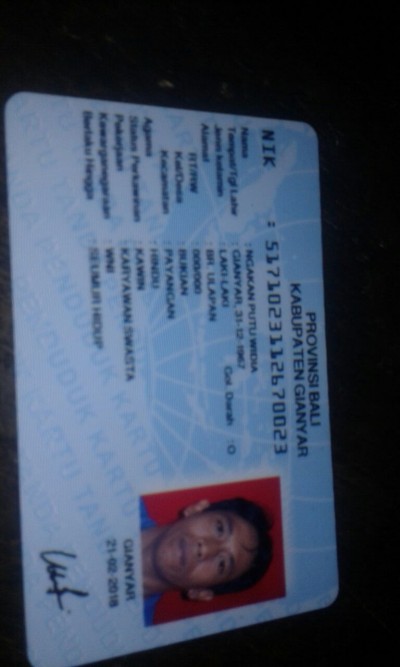 PROVINSI BALI
KABUPATEN GIANYAR
NIK : 5171023112670023
Nama : NGAKAN PUTU WIDIA
Tempat/Tgl Lahir : GIANYAR, 31-12-1967
Jenis kelamin : LAKI-LAKI Gol. Darah : O
Alamat : BR. ULAPAN
RT/RW : 000/000
Kel/Desa : BUKIAN
Kecamatan : PAYANGAN
Agama : HINDU
Status Perkawinan : KAWIN
Pekerjaan : KARYAWAN SWASTA
Kewarganegaraan : WNI
Berlaku Hingga : SEUMUR HIDUP
GIANYAR
21-02-2018